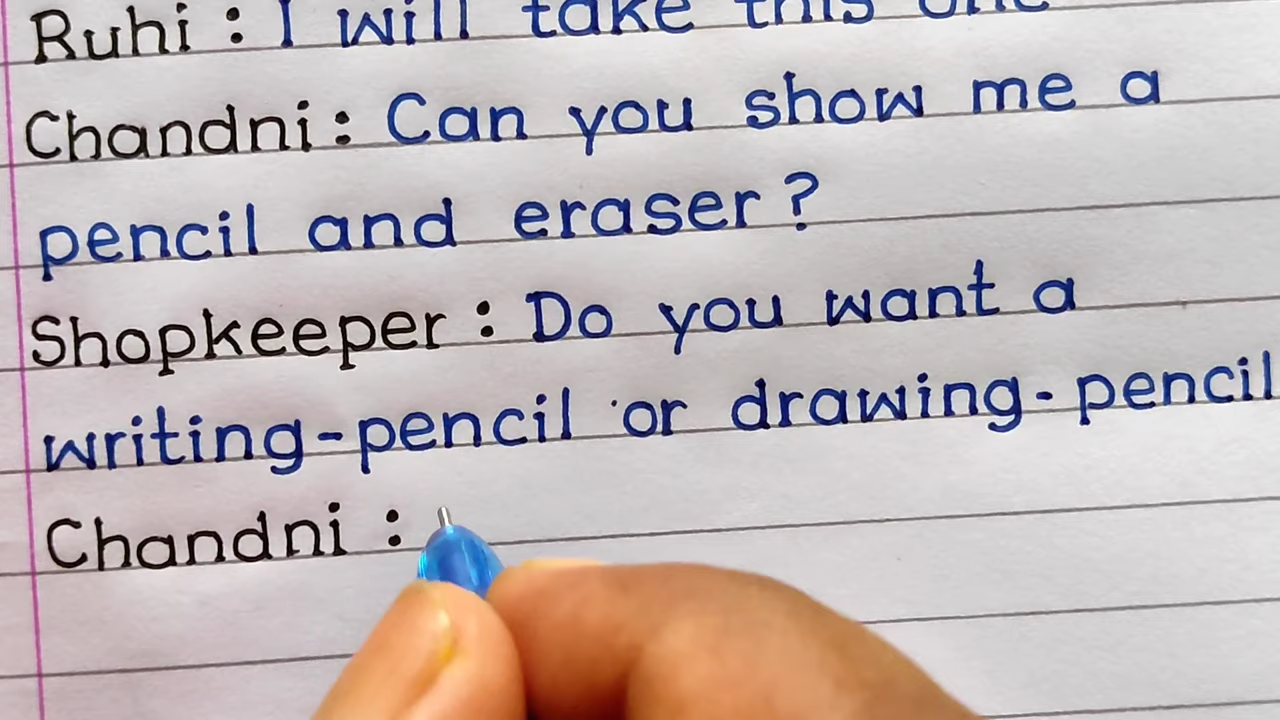 Ruhi : I will take this one
Chandni : Can you show me a
pencil and eraser ?
Shopkeeper : Do you want a
writing-pencil or drawing-pencil
Chandni :